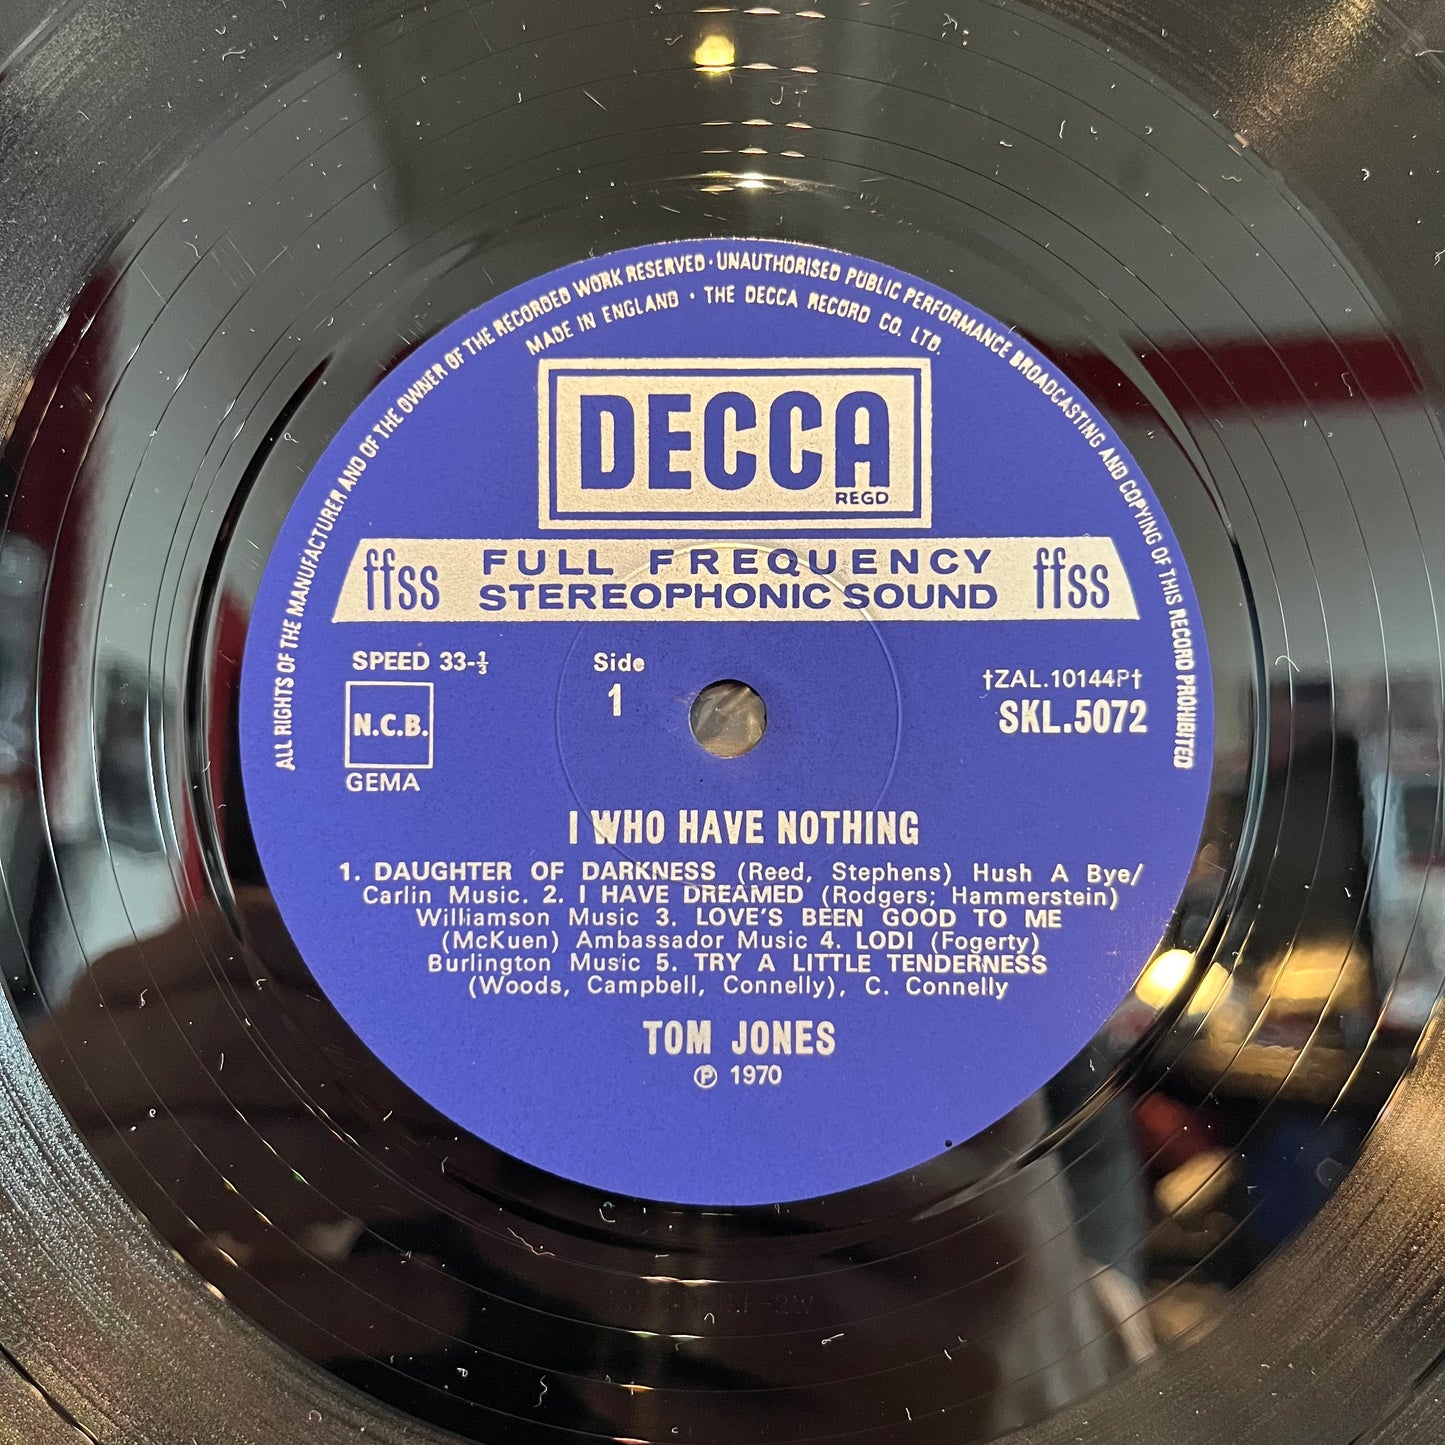 JT
ALL RIGHTS OF THE MANUFACTURER AND OF THE OWNER OF THE RECORDED WORK RESERVED · UNAUTHORISED PUBLIC PERFORMANCE BROADCASTING AND COPYING OF THIS RECORD PROHIBITED
MADE IN ENGLAND · THE DECCA RECORD CO. LTD.
DECCA
REGD
ffss FULL FREQUENCY ffss
STEREOPHONIC SOUND
SPEED 33-⅓
Side
1
†ZAL.10144P†
SKL.5072
N.C.B.
GEMA
I WHO HAVE NOTHING
1. DAUGHTER OF DARKNESS (Reed, Stephens) Hush A Bye/
Carlin Music. 2. I HAVE DREAMED (Rodgers; Hammerstein)
Williamson Music 3. LOVE'S BEEN GOOD TO ME
(McKuen) Ambassador Music 4. LODI (Fogerty)
Burlington Music 5. TRY A LITTLE TENDERNESS
(Woods, Campbell, Connelly), C. Connelly
TOM JONES
℗ 1970